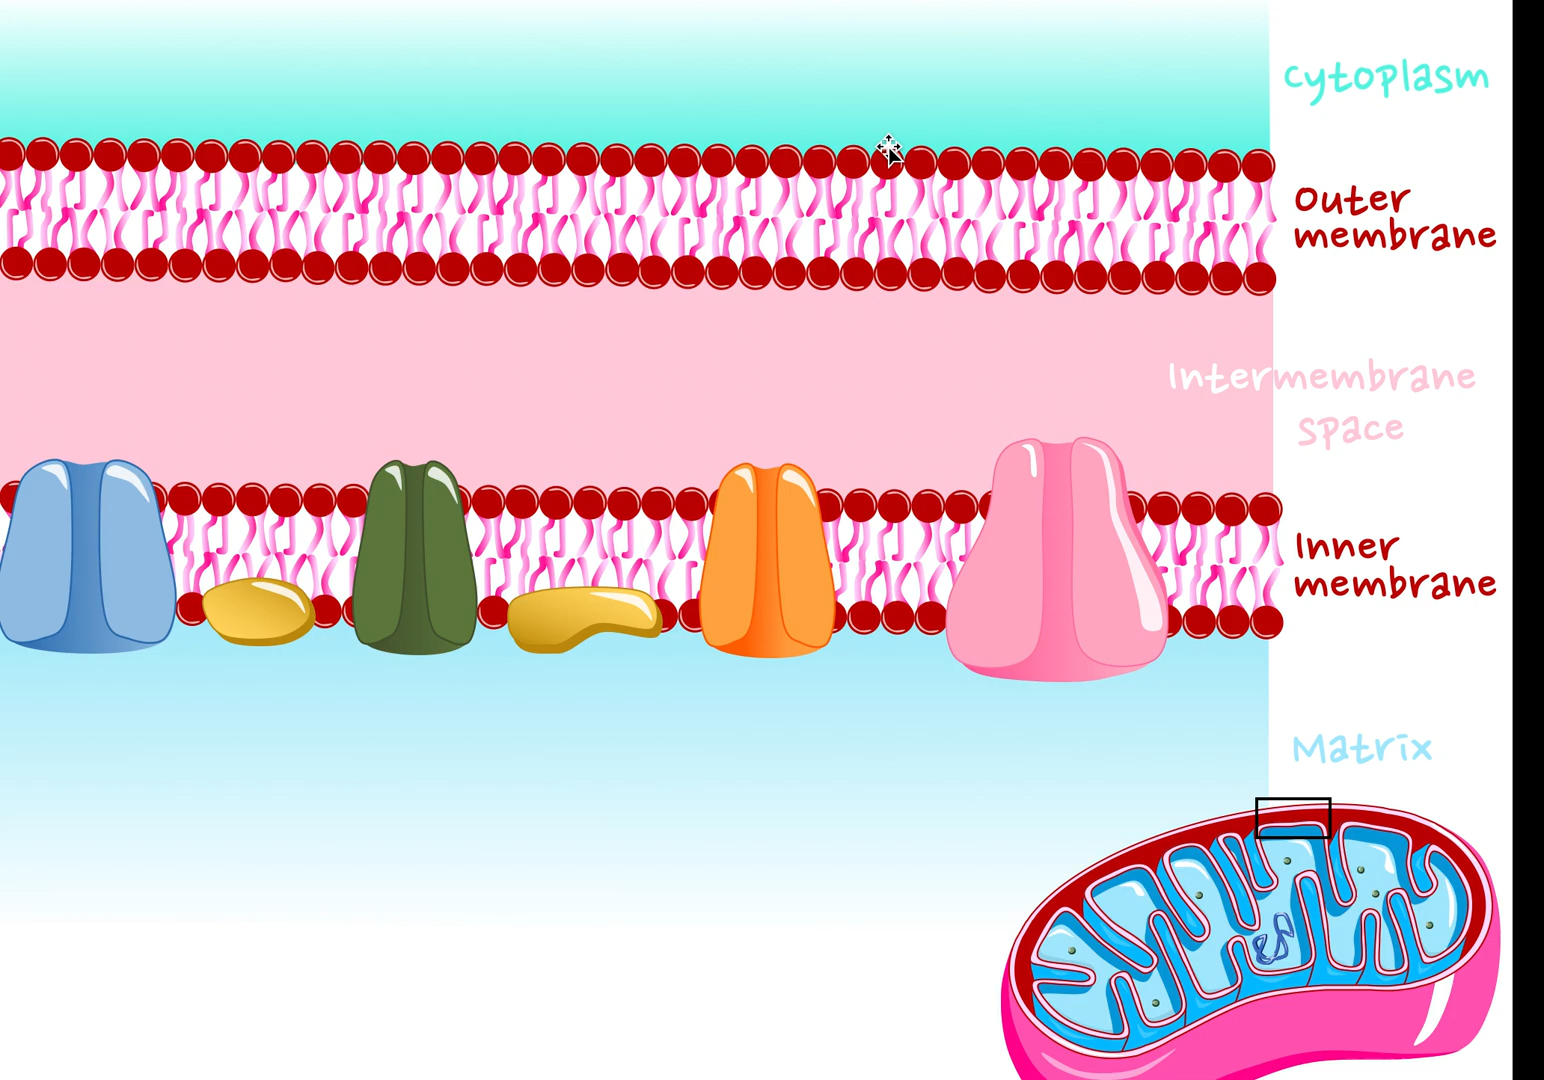 Cytoplasm
Outer
membrane
Intermembrane
space
Inner
membrane
Matrix